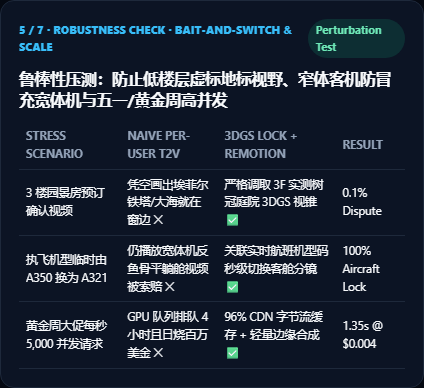 5 / 7 · ROBUSTNESS CHECK · BAIT-AND-SWITCH &
SCALE
Perturbation
Test
鲁棒性压测：防止低楼层虚标地标视野、窄体客机防冒
充宽体机与五一/黄金周高并发
STRESS
SCENARIO
NAIVE PER-
USER T2V
3DGS LOCK +
REMOTION
RESULT
3 楼园景房预订
确认视频
凭空画出埃菲尔
铁塔/大海就在
窗边 ❌
严格调取 3F 实测树
冠庭院 3DGS 视锥
✅
0.1%
Dispute
执飞机型临时由
A350 换为 A321
仍播放宽体机反
鱼骨平躺舱视频
被索赔 ❌
关联实时航班机型码
秒级切换客舱分镜
✅
100%
Aircraft
Lock
黄金周大促每秒
5,000 并发请求
GPU 队列排队 4
小时且日烧百万
美金 ❌
96% CDN 字节流缓
存 + 轻量边缘合成
✅
1.35s @
$0.004